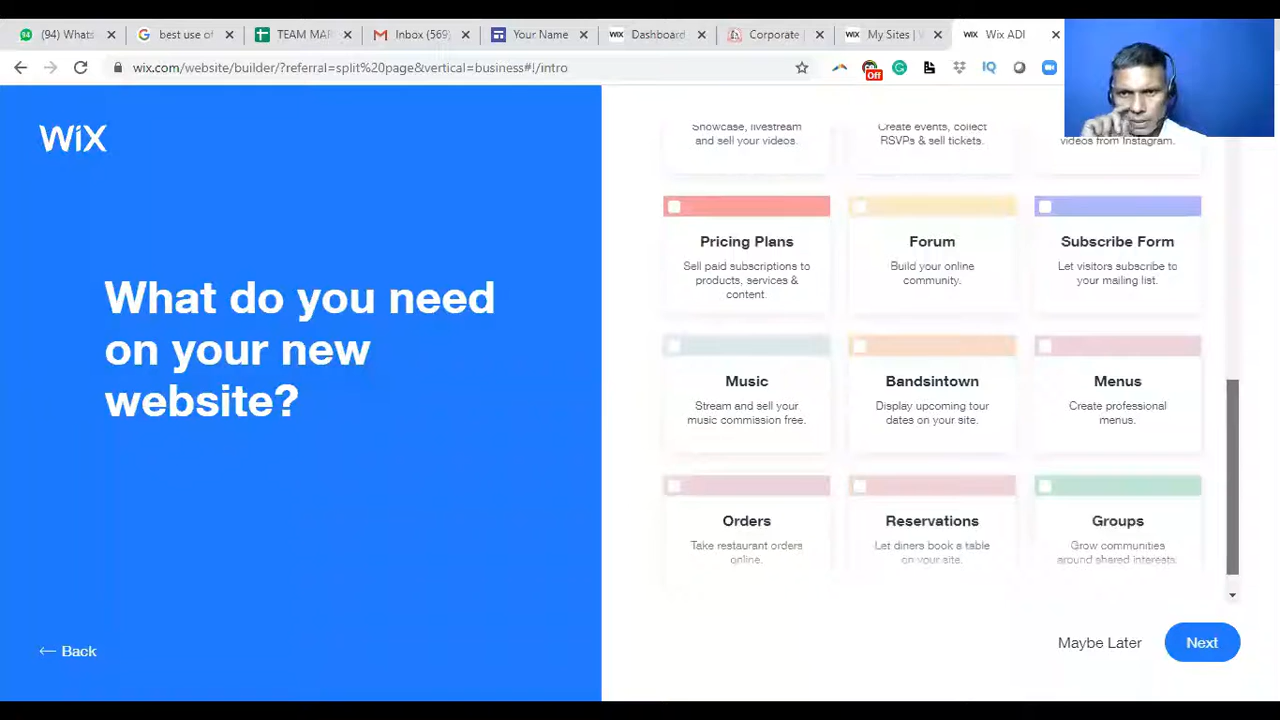 (94) Whats
best use of
TEAM MAR
Inbox (569)
Your Name
WIX Dashboard
Corporate
WIX My Sites |
WIX Wix ADI
wix.com/website/builder/?referral=split%20page&vertical=business#!/intro
Off
IQ
WIX
What do you need
on your new
website?
Back
Showcase, livestream
and sell your videos.
Create events, collect
RSVPs & sell tickets.
videos from Instagram.
Pricing Plans
Sell paid subscriptions to
products, services &
content.
Forum
Build your online
community.
Subscribe Form
Let visitors subscribe to
your mailing list.
Music
Stream and sell your
music commission free.
Bandsintown
Display upcoming tour
dates on your site.
Menus
Create professional
menus.
Orders
Take restaurant orders
online.
Reservations
Let diners book a table
on your site.
Groups
Grow communities
around shared interests.
Maybe Later
Next